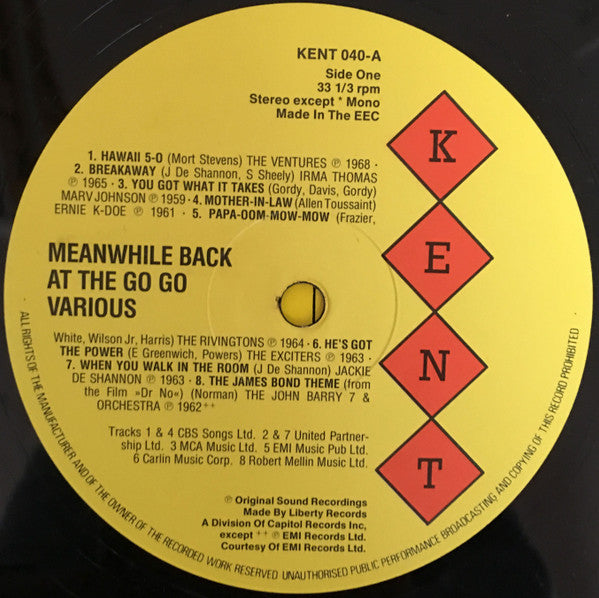 KENT 040-A
Side One
33 1/3 rpm
Stereo except * Mono
Made In The EEC
K
E
N
T
1. HAWAII 5-0 (Mort Stevens) THE VENTURES ℗ 1968 ·
2. BREAKAWAY (J De Shannon, S Sheely) IRMA THOMAS
℗ 1965 · 3. YOU GOT WHAT IT TAKES (Gordy, Davis, Gordy)
MARV JOHNSON ℗ 1959 · 4. MOTHER-IN-LAW (Allen Toussaint)
ERNIE K-DOE ℗ 1961 · 5. PAPA-OOM-MOW-MOW (Frazier,
MEANWHILE BACK
AT THE GO GO
VARIOUS
White, Wilson Jr, Harris) THE RIVINGTONS ℗ 1964 · 6. HE'S GOT
THE POWER (E Greenwich, Powers) THE EXCITERS ℗ 1963 ·
7. WHEN YOU WALK IN THE ROOM (J De Shannon) JACKIE
DE SHANNON ℗ 1963 · 8. THE JAMES BOND THEME (from
the Film »Dr No«) (Norman) THE JOHN BARRY 7 &
ORCHESTRA ℗ 1962++
Tracks 1 & 4 CBS Songs Ltd. 2 & 7 United Partner-
ship Ltd. 3 MCA Music Ltd. 5 EMI Music Pub Ltd.
6 Carlin Music Corp. 8 Robert Mellin Music Ltd.
℗ Original Sound Recordings
Made By Liberty Records
A Division Of Capitol Records Inc,
except ++ ℗ EMI Records Ltd.
Courtesy Of EMI Records Ltd.
ALL RIGHTS OF THE MANUFACTURER AND OF THE OWNER OF THE RECORDED WORK RESERVED UNAUTHORISED PUBLIC PERFORMANCE BROADCASTING AND COPYING OF THIS RECORD PROHIBITED